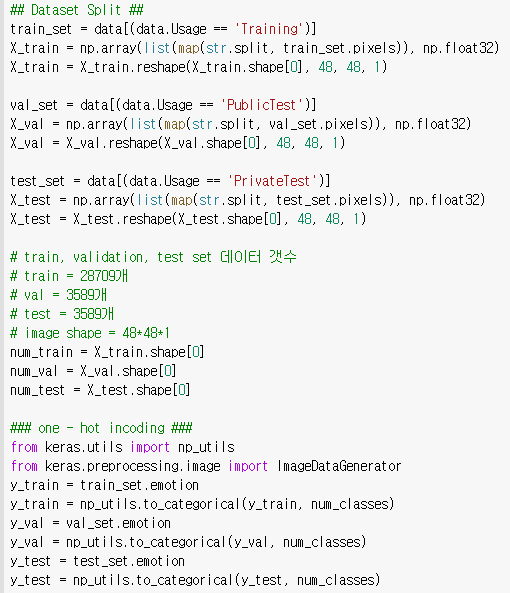 ## Dataset Split ##
train_set = data[(data.Usage == 'Training')]
X_train = np.array(list(map(str.split, train_set.pixels)), np.float32)
X_train = X_train.reshape(X_train.shape[0], 48, 48, 1)

val_set = data[(data.Usage == 'PublicTest')]
X_val = np.array(list(map(str.split, val_set.pixels)), np.float32)
X_val = X_val.reshape(X_val.shape[0], 48, 48, 1)

test_set = data[(data.Usage == 'PrivateTest')]
X_test = np.array(list(map(str.split, test_set.pixels)), np.float32)
X_test = X_test.reshape(X_test.shape[0], 48, 48, 1)

# train, validation, test set 데이터 갯수
# train = 28709개
# val = 3589개
# test = 3589개
# image shape = 48*48*1
num_train = X_train.shape[0]
num_val = X_val.shape[0]
num_test = X_test.shape[0]

### one - hot incoding ###
from keras.utils import np_utils
from keras.preprocessing.image import ImageDataGenerator
y_train = train_set.emotion
y_train = np_utils.to_categorical(y_train, num_classes)
y_val = val_set.emotion
y_val = np_utils.to_categorical(y_val, num_classes)
y_test = test_set.emotion
y_test = np_utils.to_categorical(y_test, num_classes)